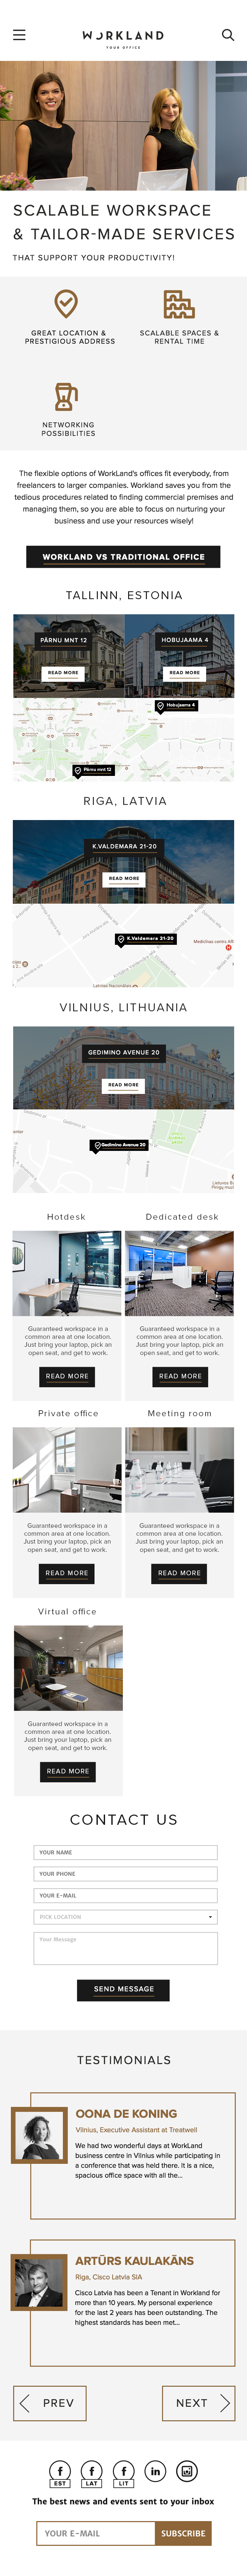 WORKLAND
YOUR OFFICE
SCALABLE WORKSPACE
& TAILOR-MADE SERVICES
THAT SUPPORT YOUR PRODUCTIVITY!
GREAT LOCATION &
PRESTIGIOUS ADDRESS
SCALABLE SPACES &
RENTAL TIME
NETWORKING
POSSIBILITIES
The flexible options of WorkLand's offices fit everybody, from
freelancers to larger companies. Workland saves you from the
tedious procedures related to finding commercial premises and
managing them, so you are able to focus on nurturing your
business and use your resources wisely!
WORKLAND VS TRADITIONAL OFFICE
TALLINN, ESTONIA
PÄRNU MNT 12
READ MORE
HOBUJAAMA 4
READ MORE
Hobujaama 4
Pärnu mnt 12
RIGA, LATVIA
K.VALDEMARA 21-20
READ MORE
K.Valdemara 21-20
VILNIUS, LITHUANIA
GEDIMINO AVENUE 20
READ MORE
Gedimino Avenue 20
Hotdesk
Guaranteed workspace in a
common area at one location.
Just bring your laptop, pick an
open seat, and get to work.
READ MORE
Dedicated desk
Guaranteed workspace in a
common area at one location.
Just bring your laptop, pick an
open seat, and get to work.
READ MORE
Private office
Guaranteed workspace in a
common area at one location.
Just bring your laptop, pick an
open seat, and get to work.
READ MORE
Meeting room
Guaranteed workspace in a
common area at one location.
Just bring your laptop, pick an
open seat, and get to work.
READ MORE
Virtual office
Guaranteed workspace in a
common area at one location.
Just bring your laptop, pick an
open seat, and get to work.
READ MORE
CONTACT US
YOUR NAME
YOUR PHONE
YOUR E-MAIL
PICK LOCATION
Your Message
SEND MESSAGE
TESTIMONIALS
OONA DE KONING
Vilnius, Executive Assistant at Treatwell
We had two wonderful days at WorkLand
business centre in Vilnius while participating in
a conference that was held there. It is a nice,
spacious office space with all the...
ARTŪRS KAULAKĀNS
Riga, Cisco Latvia SIA
Cisco Latvia has been a Tenant in Workland for
more than 10 years. My personal experience
for the last 2 years has been outstanding. The
highest standards has been met...
PREV
NEXT
EST
LAT
LIT
The best news and events sent to your inbox
YOUR E-MAIL
SUBSCRIBE